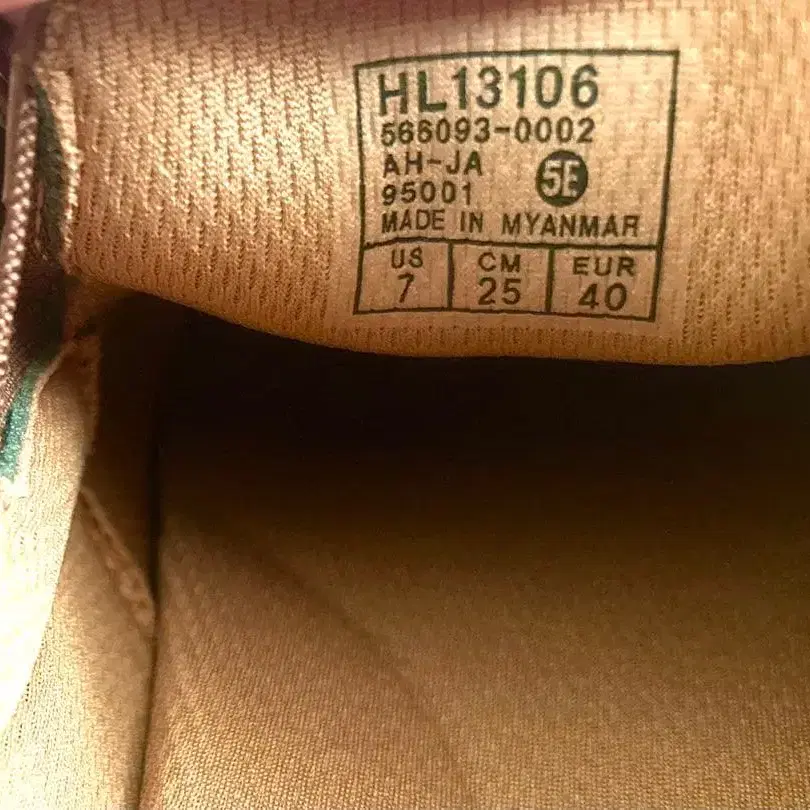 HL13106
566093-0002
AH-JA
95001 5E
MADE IN MYANMAR
US CM EUR
7 25 40